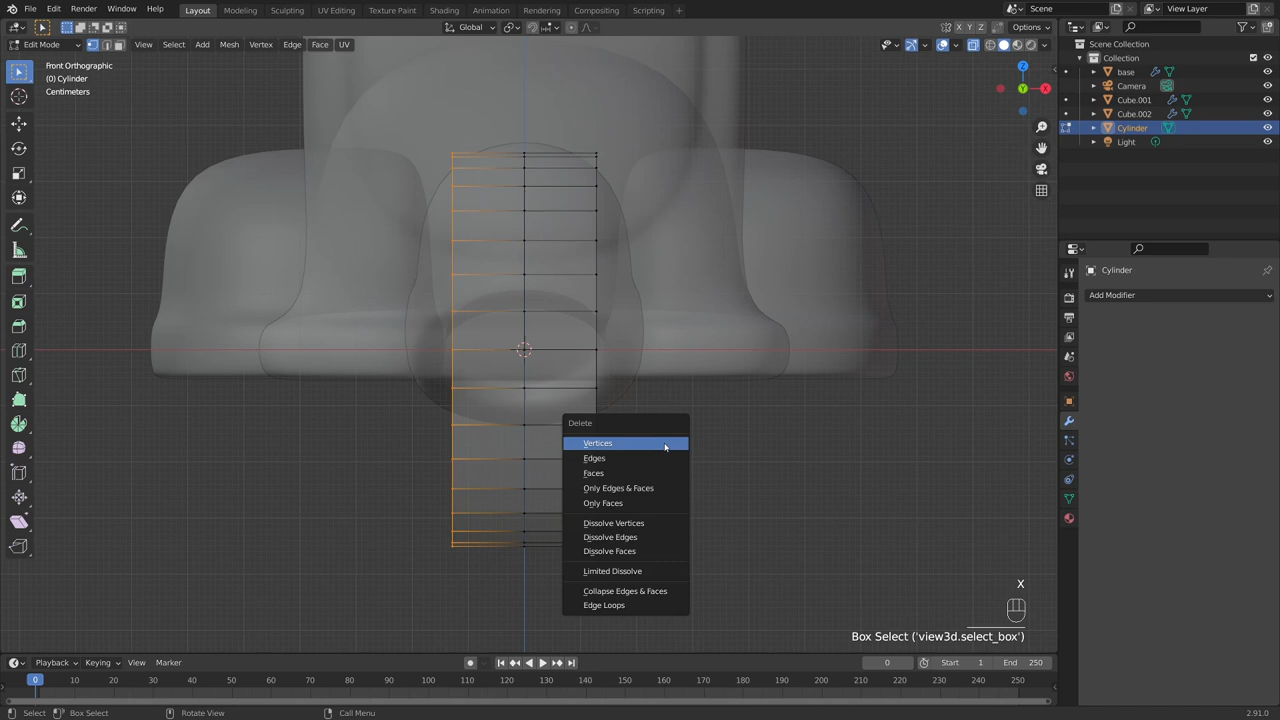 File Edit Render Window Help Layout Modeling Sculpting UV Editing Texture Paint Shading Animation Rendering Compositing Scripting + Scene View Layer
Global X Y Z Options
Edit Mode View Select Add Mesh Vertex Edge Face UV
Front Orthographic
(0) Cylinder
Centimeters
Z
Y
X
Scene Collection
Collection
base
Camera
Cube.001
Cube.002
Cylinder
Light
Cylinder
Add Modifier
Delete
Vertices
Edges
Faces
Only Edges & Faces
Only Faces
Dissolve Vertices
Dissolve Edges
Dissolve Faces
Limited Dissolve
Collapse Edges & Faces
Edge Loops
X
Box Select ('view3d.select_box')
Playback Keying View Marker 0 Start 1 End 250
0 10 20 30 40 50 60 70 80 90 100 110 120 130 140 150 160 170 180 190 200 210 220 230 240 250
Select Box Select Rotate View Call Menu 2.91.0